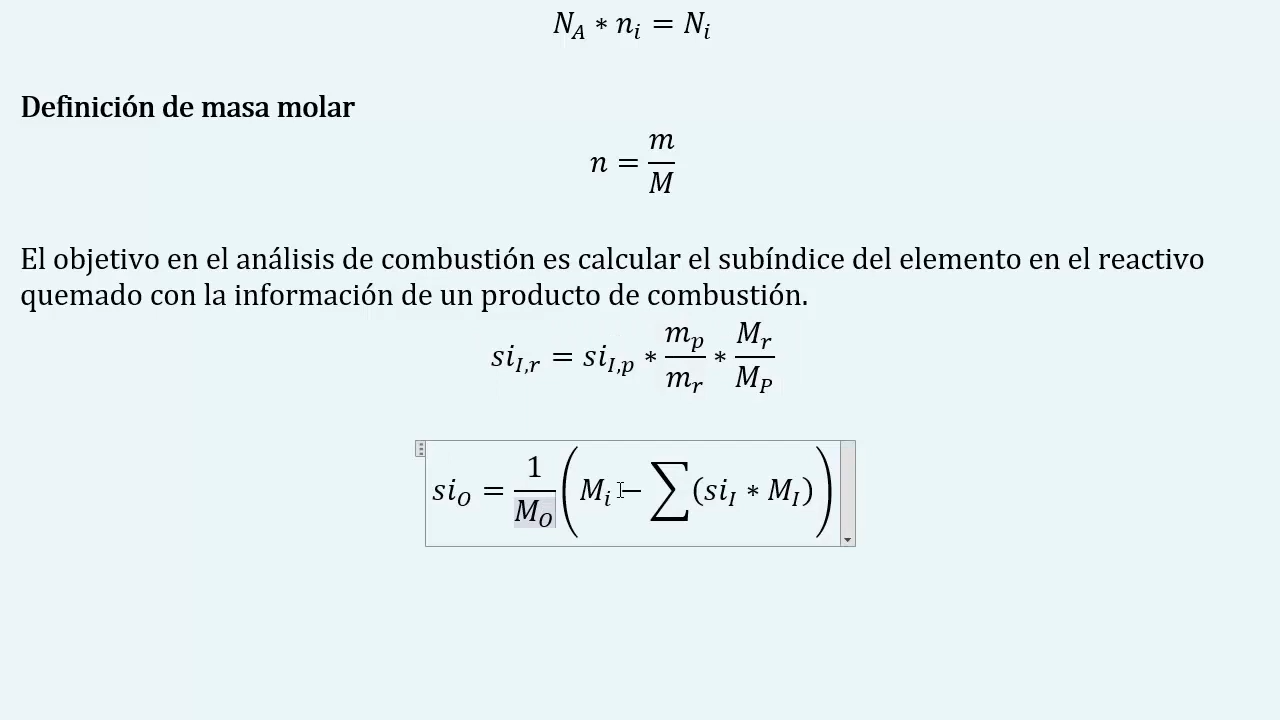 N_A * n_i = N_i
Definición de masa molar
n = m/M
El objetivo en el análisis de combustión es calcular el subíndice del elemento en el reactivo
quemado con la información de un producto de combustión.
si_{I,r} = si_{I,p} * m_p/m_r * M_r/M_P
si_O = 1/M_O (M_i − ∑(si_I * M_I))